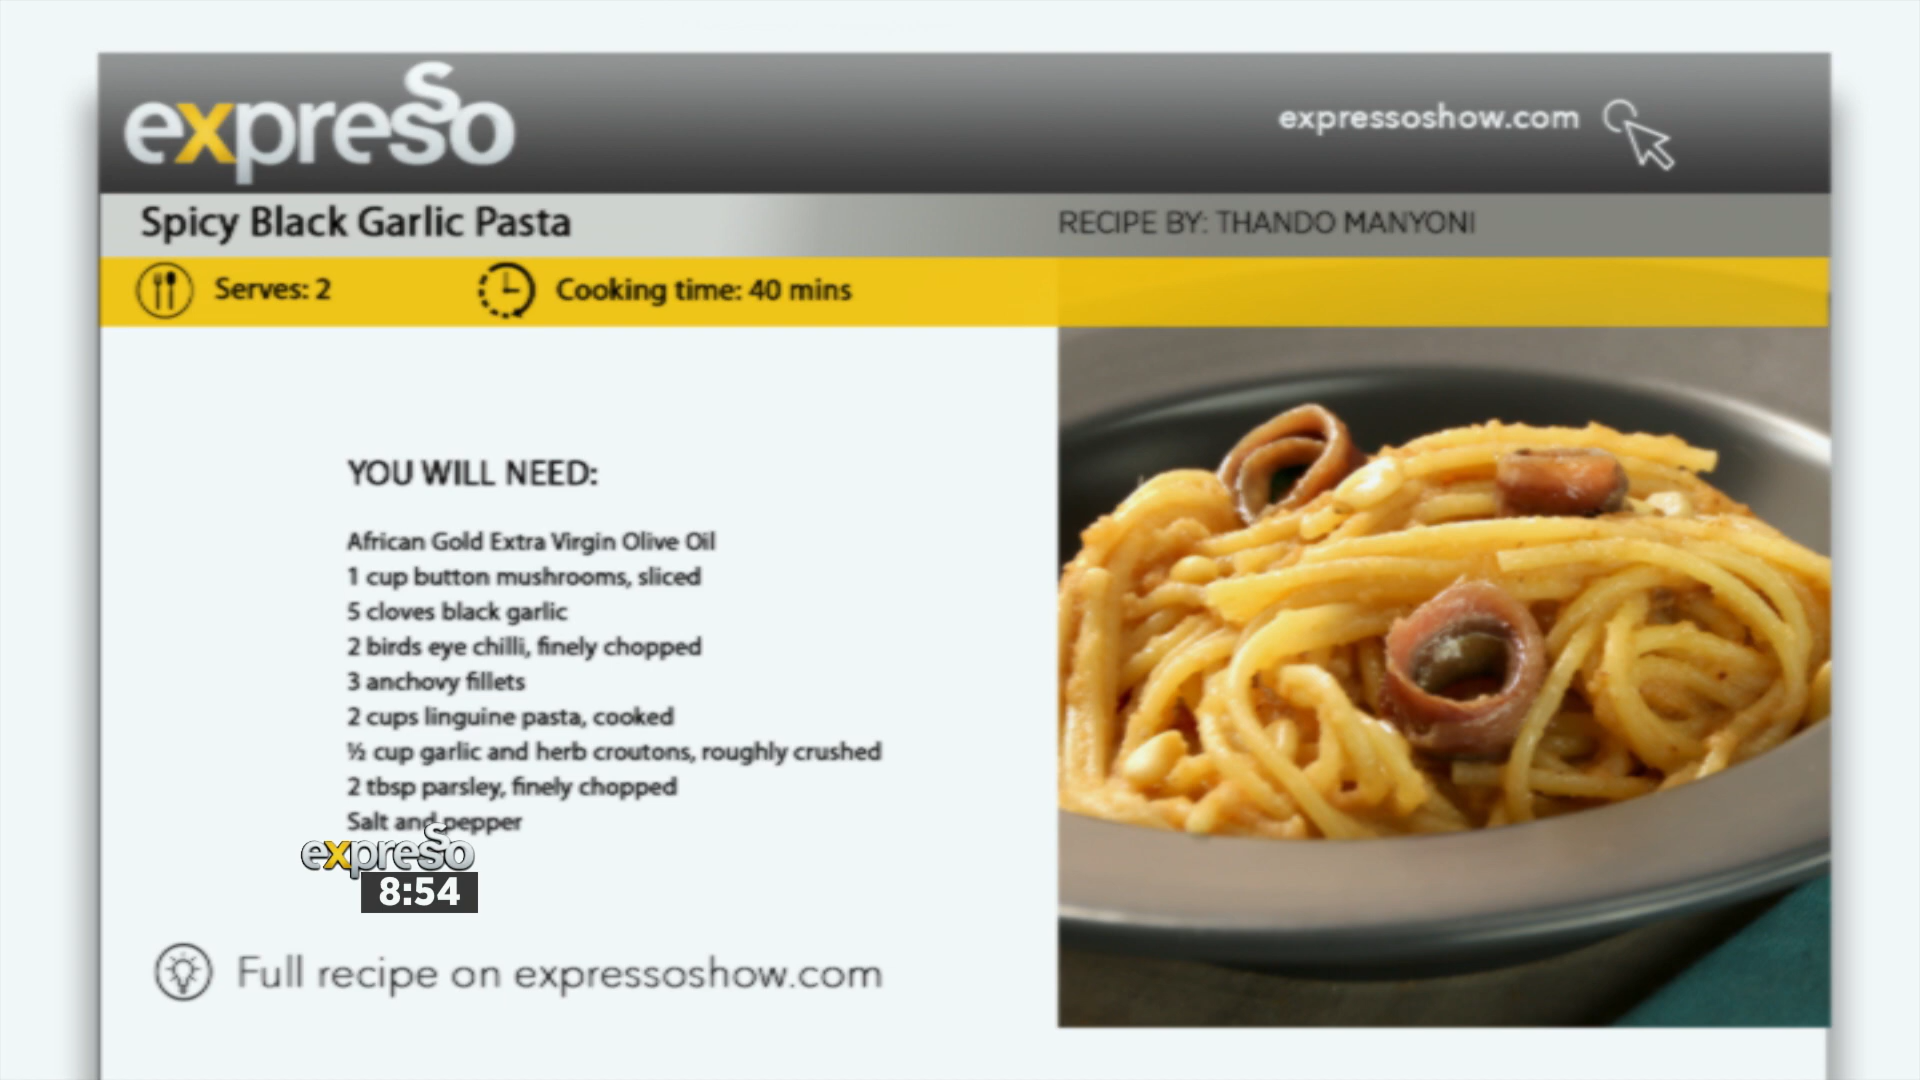 expresso
expressoshow.com
Spicy Black Garlic Pasta
RECIPE BY: THANDO MANYONI
Serves: 2
Cooking time: 40 mins
YOU WILL NEED:
African Gold Extra Virgin Olive Oil
1 cup button mushrooms, sliced
5 cloves black garlic
2 birds eye chilli, finely chopped
3 anchovy fillets
2 cups linguine pasta, cooked
½ cup garlic and herb croutons, roughly crushed
2 tbsp parsley, finely chopped
Salt and pepper
expresso
8:54
Full recipe on expressoshow.com